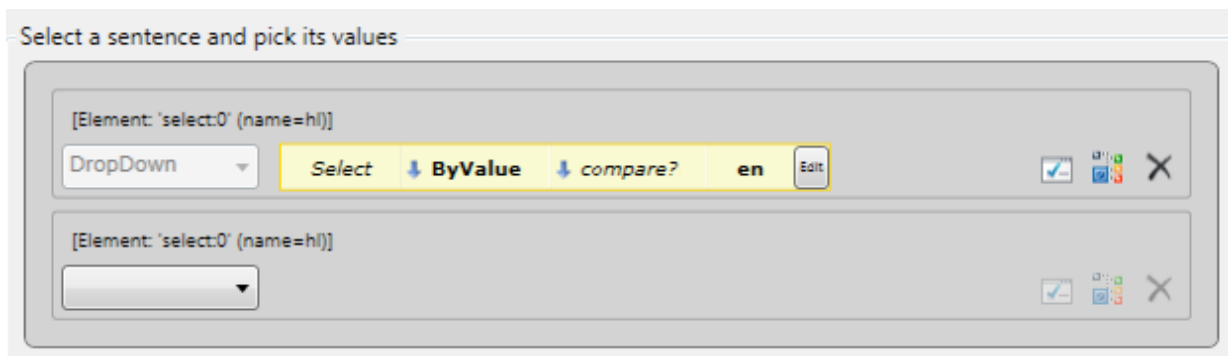 Select a sentence and pick its values
[Element: 'select:0' (name=hl)]
DropDown Select ByValue compare? en Edit
[Element: 'select:0' (name=hl)]